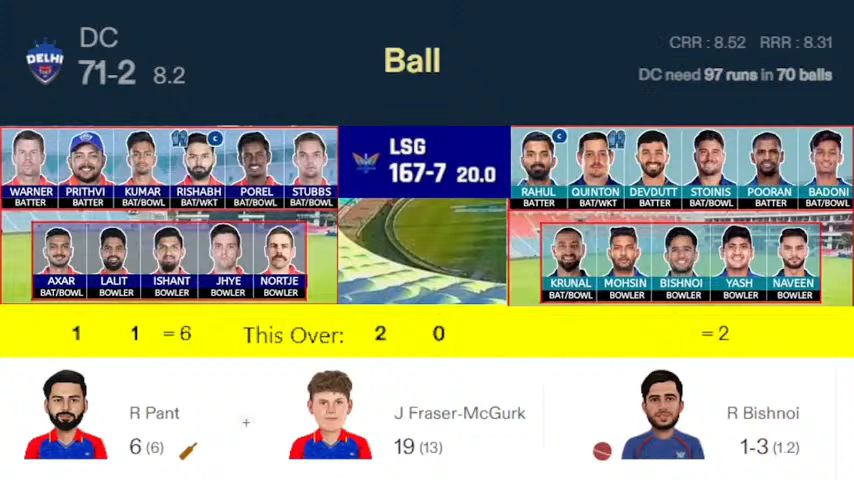 DC
71-2 8.2
DELHI
Ball
CRR : 8.52 RRR : 8.31
DC need 97 runs in 70 balls
WARNER PRITHVI KUMAR RISHABH POREL STUBBS
BATTER BATTER BAT/BOWL BAT/WKT BAT/BOWL BAT/BOWL
C
LSG
167-7 20.0
C
RAHUL QUINTON DEVDUTT STOINIS POORAN BADONI
BATTER BAT/WKT BATTER BAT/BOWL BATTER BAT/BOWL
AXAR LALIT ISHANT JHYE NORTJE
BAT/BOWL BOWLER BOWLER BOWLER BOWLER
KRUNAL MOHSIN BISHNOI YASH NAVEEN
BAT/BOWL BOWLER BOWLER BOWLER BOWLER
1 1 = 6 This Over: 2 0 = 2
R Pant
6 (6)
+
J Fraser-McGurk
19 (13)
R Bishnoi
1-3 (1.2)